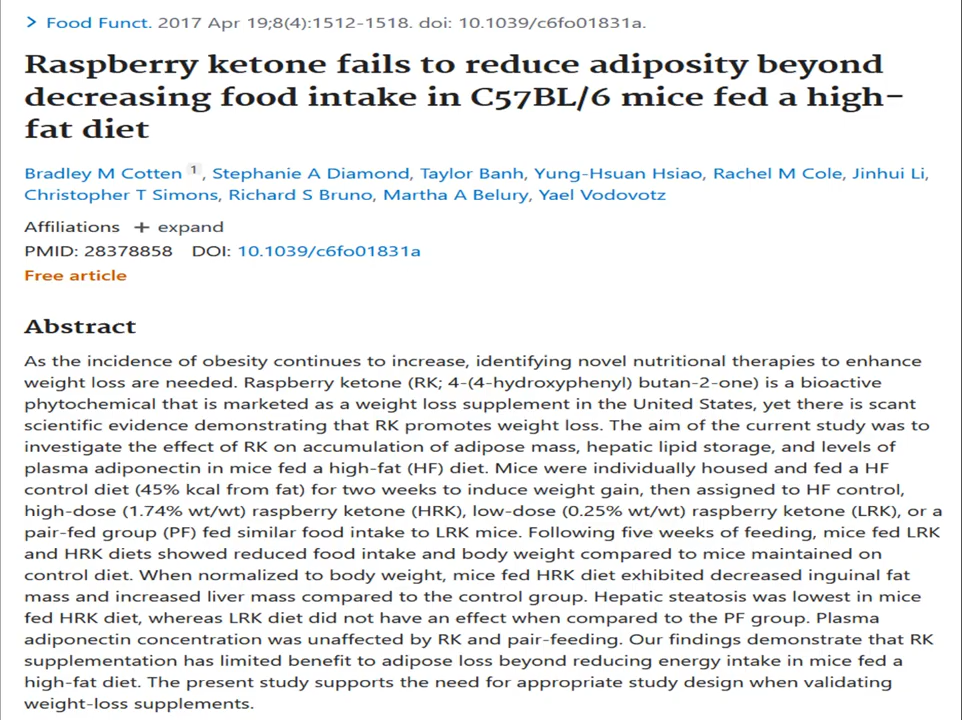 > Food Funct. 2017 Apr 19;8(4):1512-1518. doi: 10.1039/c6fo01831a.
Raspberry ketone fails to reduce adiposity beyond
decreasing food intake in C57BL/6 mice fed a high-
fat diet
Bradley M Cotten 1, Stephanie A Diamond, Taylor Banh, Yung-Hsuan Hsiao, Rachel M Cole, Jinhui Li,
Christopher T Simons, Richard S Bruno, Martha A Belury, Yael Vodovotz
Affiliations + expand
PMID: 28378858 DOI: 10.1039/c6fo01831a
Free article
Abstract
As the incidence of obesity continues to increase, identifying novel nutritional therapies to enhance
weight loss are needed. Raspberry ketone (RK; 4-(4-hydroxyphenyl) butan-2-one) is a bioactive
phytochemical that is marketed as a weight loss supplement in the United States, yet there is scant
scientific evidence demonstrating that RK promotes weight loss. The aim of the current study was to
investigate the effect of RK on accumulation of adipose mass, hepatic lipid storage, and levels of
plasma adiponectin in mice fed a high-fat (HF) diet. Mice were individually housed and fed a HF
control diet (45% kcal from fat) for two weeks to induce weight gain, then assigned to HF control,
high-dose (1.74% wt/wt) raspberry ketone (HRK), low-dose (0.25% wt/wt) raspberry ketone (LRK), or a
pair-fed group (PF) fed similar food intake to LRK mice. Following five weeks of feeding, mice fed LRK
and HRK diets showed reduced food intake and body weight compared to mice maintained on
control diet. When normalized to body weight, mice fed HRK diet exhibited decreased inguinal fat
mass and increased liver mass compared to the control group. Hepatic steatosis was lowest in mice
fed HRK diet, whereas LRK diet did not have an effect when compared to the PF group. Plasma
adiponectin concentration was unaffected by RK and pair-feeding. Our findings demonstrate that RK
supplementation has limited benefit to adipose loss beyond reducing energy intake in mice fed a
high-fat diet. The present study supports the need for appropriate study design when validating
weight-loss supplements.